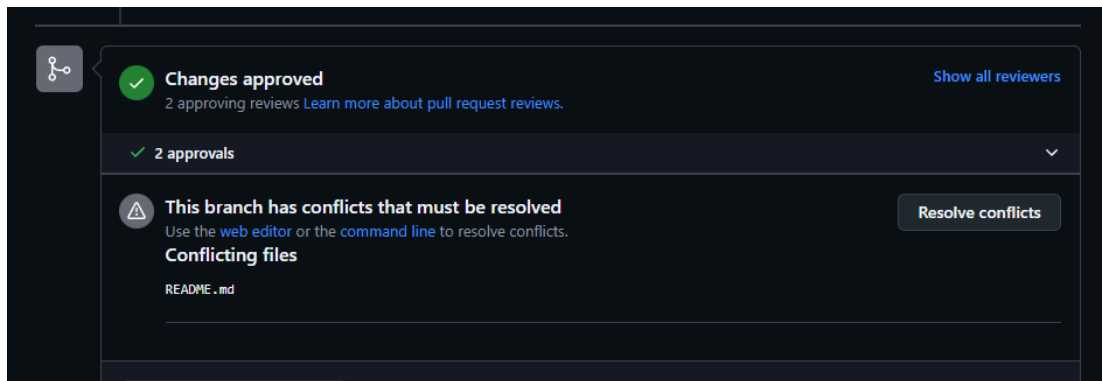 Changes approved
Show all reviewers
2 approving reviews Learn more about pull request reviews.
2 approvals
This branch has conflicts that must be resolved
Resolve conflicts
Use the web editor or the command line to resolve conflicts.
Conflicting files
README.md